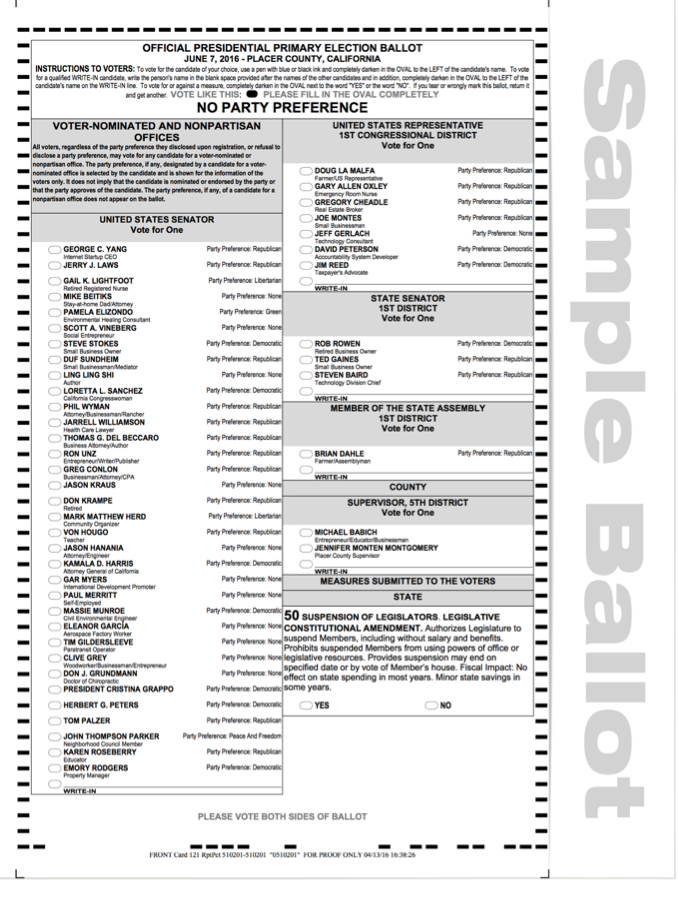 OFFICIAL PRESIDENTIAL PRIMARY ELECTION BALLOT
JUNE 7, 2016 - PLACER COUNTY, CALIFORNIA
INSTRUCTIONS TO VOTERS: To vote for the candidate of your choice, use a pen with blue or black ink and completely darken in the OVAL to the LEFT of the candidate's name. To vote
for a qualified WRITE-IN candidate, write the person's name in the blank space provided after the names of the other candidates and in addition, completely darken in the OVAL to the LEFT of the
candidate's name on the WRITE-IN line. To vote for or against a measure, completely darken in the OVAL next to the word "YES" or the word "NO". If you tear or wrongly mark this ballot, return it
and get another. VOTE LIKE THIS: PLEASE FILL IN THE OVAL COMPLETELY
NO PARTY PREFERENCE
VOTER-NOMINATED AND NONPARTISAN
OFFICES
All voters, regardless of the party preference they disclosed upon registration, or refusal to
disclose a party preference, may vote for any candidate for a voter-nominated or
nonpartisan office. The party preference, if any, designated by a candidate for a voter-
nominated office is selected by the candidate and is shown for the information of the
voters only. It does not imply that the candidate is nominated or endorsed by the party or
that the party approves of the candidate. The party preference, if any, of a candidate for a
nonpartisan office does not appear on the ballot.
UNITED STATES SENATOR
Vote for One
GEORGE C. YANG Party Preference: Republican
Internet Startup CEO
JERRY J. LAWS Party Preference: Republican
GAIL K. LIGHTFOOT Party Preference: Libertarian
Retired Registered Nurse
MIKE BEITIKS Party Preference: None
Stay-at-home Dad/Attorney
PAMELA ELIZONDO Party Preference: Green
Environmental Healing Consultant
SCOTT A. VINEBERG Party Preference: None
Social Entrepreneur
STEVE STOKES Party Preference: Democratic
Small Business Owner
DUF SUNDHEIM Party Preference: Republican
Small Businessman/Mediator
LING LING SHI Party Preference: None
Author
LORETTA L. SANCHEZ Party Preference: Democratic
California Congresswoman
PHIL WYMAN Party Preference: Republican
Attorney/Businessman/Rancher
JARRELL WILLIAMSON Party Preference: Republican
Health Care Lawyer
THOMAS G. DEL BECCARO Party Preference: Republican
Business Attorney/Author
RON UNZ Party Preference: Republican
Entrepreneur/Writer/Publisher
GREG CONLON Party Preference: Republican
Businessman/Attorney/CPA
JASON KRAUS Party Preference: None
DON KRAMPE Party Preference: Republican
Retired
MARK MATTHEW HERD Party Preference: Libertarian
Community Organizer
VON HOUGO Party Preference: Republican
Teacher
JASON HANANIA Party Preference: None
Attorney/Engineer
KAMALA D. HARRIS Party Preference: Democratic
Attorney General of California
GAR MYERS Party Preference: None
International Development Promoter
PAUL MERRITT Party Preference: None
Self-Employed
MASSIE MUNROE Party Preference: Democratic
Civil Environmental Engineer
ELEANOR GARCÍA Party Preference: None
Aerospace Factory Worker
TIM GILDERSLEEVE Party Preference: None
Paratransit Operator
CLIVE GREY Party Preference: None
Woodworker/Businessman/Entrepreneur
DON J. GRUNDMANN Party Preference: None
Doctor of Chiropractic
PRESIDENT CRISTINA GRAPPO Party Preference: Democratic
HERBERT G. PETERS Party Preference: Democratic
TOM PALZER Party Preference: Republican
JOHN THOMPSON PARKER Party Preference: Peace And Freedom
Neighborhood Council Member
KAREN ROSEBERRY Party Preference: Republican
Educator
EMORY RODGERS Party Preference: Democratic
Property Manager
WRITE-IN
UNITED STATES REPRESENTATIVE
1ST CONGRESSIONAL DISTRICT
Vote for One
DOUG LA MALFA Party Preference: Republican
Farmer/US Representative
GARY ALLEN OXLEY Party Preference: Republican
Emergency Room Nurse
GREGORY CHEADLE Party Preference: Republican
Real Estate Broker
JOE MONTES Party Preference: Republican
Small Businessman
JEFF GERLACH Party Preference: None
Technology Consultant
DAVID PETERSON Party Preference: Democratic
Accountability System Developer
JIM REED Party Preference: Democratic
Taxpayer's Advocate
WRITE-IN
STATE SENATOR
1ST DISTRICT
Vote for One
ROB ROWEN Party Preference: Democratic
Retired Business Owner
TED GAINES Party Preference: Republican
Small Business Owner
STEVEN BAIRD Party Preference: Republican
Technology Division Chief
WRITE-IN
MEMBER OF THE STATE ASSEMBLY
1ST DISTRICT
Vote for One
BRIAN DAHLE Party Preference: Republican
Farmer/Assemblyman
WRITE-IN
COUNTY
SUPERVISOR, 5TH DISTRICT
Vote for One
MICHAEL BABICH
Entrepreneur/Educator/Businessman
JENNIFER MONTEN MONTGOMERY
Placer County Supervisor
WRITE-IN
MEASURES SUBMITTED TO THE VOTERS
STATE
50 SUSPENSION OF LEGISLATORS. LEGISLATIVE
CONSTITUTIONAL AMENDMENT. Authorizes Legislature to
suspend Members, including without salary and benefits.
Prohibits suspended Members from using powers of office or
legislative resources. Provides suspension may end on
specified date or by vote of Member's house. Fiscal Impact: No
effect on state spending in most years. Minor state savings in
some years.
YES NO
PLEASE VOTE BOTH SIDES OF BALLOT
FRONT Card 121 RptPct 510201-510201 "0510201" FOR PROOF ONLY 04/13/16 16:38:26
Sample Ballot